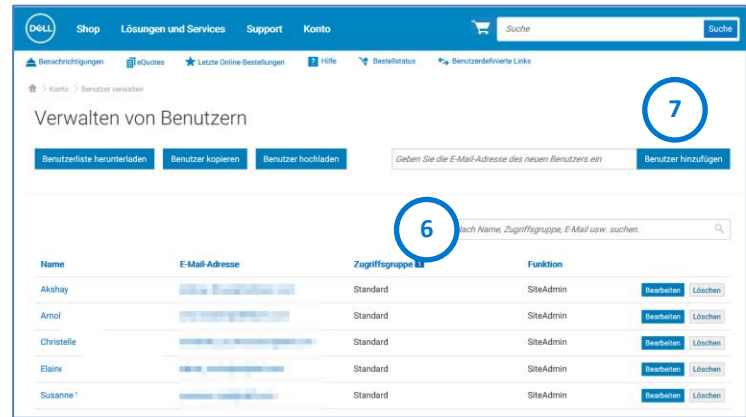 DELL Shop Lösungen und Services Support Konto Suche Suche
Benachrichtigungen eQuotes Letzte Online-Bestellungen ? Hilfe Bestellstatus Benutzerdefinierte Links
> Konto > Benutzer verwalten
7
Verwalten von Benutzern
Benutzerliste herunterladen Benutzer kopieren Benutzer hochladen Geben Sie die E-Mail-Adresse des neuen Benutzers ein Benutzer hinzufügen
6 Nach Name, Zugriffsgruppe, E-Mail usw. suchen.
Name E-Mail-Adresse Zugriffsgruppe Funktion
Akshay Standard SiteAdmin Bearbeiten Löschen
Amol Standard SiteAdmin Bearbeiten Löschen
Christelle Standard SiteAdmin Bearbeiten Löschen
Elaine Standard SiteAdmin Bearbeiten Löschen
Susanne Standard SiteAdmin Bearbeiten Löschen